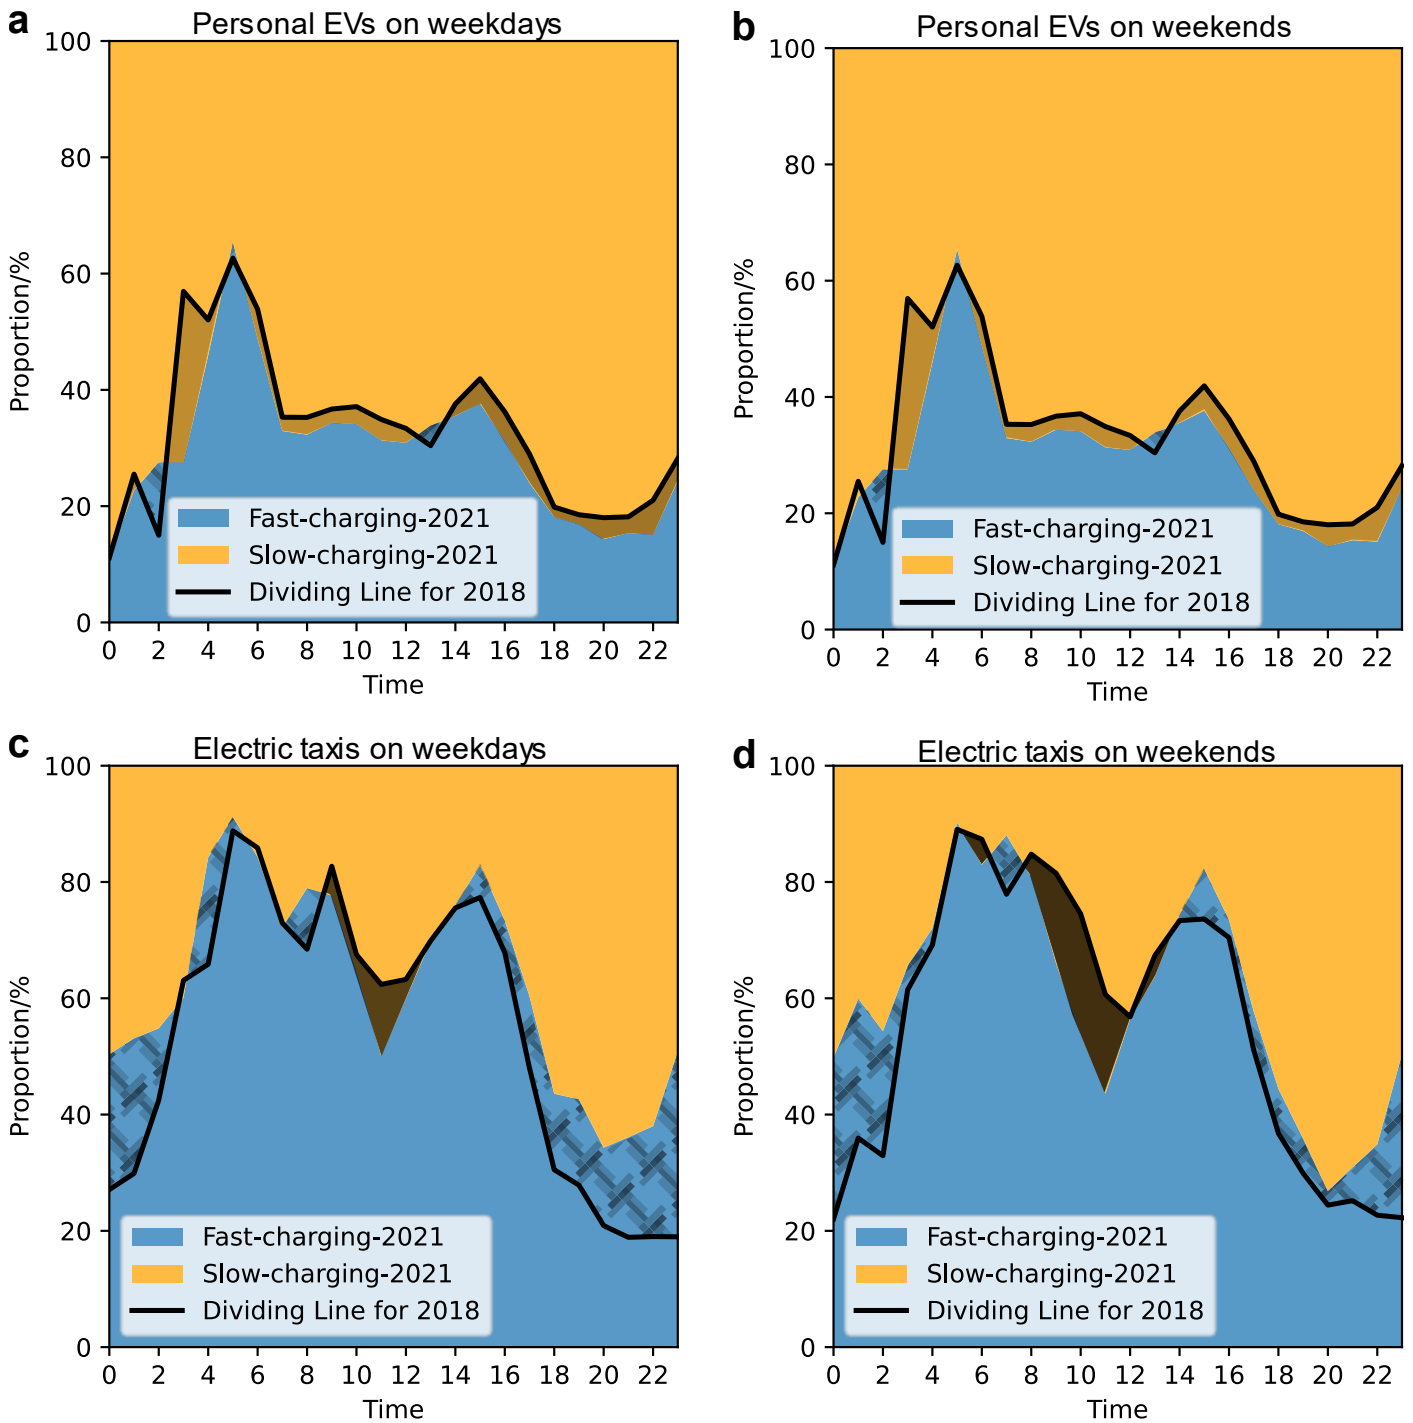 a
Personal EVs on weekdays
100
80
60
40
20
0
Proportion/%
Fast-charging-2021
Slow-charging-2021
Dividing Line for 2018
0 2 4 6 8 10 12 14 16 18 20 22
Time
b
Personal EVs on weekends
100
80
60
40
20
0
Proportion/%
Fast-charging-2021
Slow-charging-2021
Dividing Line for 2018
0 2 4 6 8 10 12 14 16 18 20 22
Time
c
Electric taxis on weekdays
100
80
60
40
20
0
Proportion/%
Fast-charging-2021
Slow-charging-2021
Dividing Line for 2018
0 2 4 6 8 10 12 14 16 18 20 22
Time
d
Electric taxis on weekends
100
80
60
40
20
0
Proportion/%
Fast-charging-2021
Slow-charging-2021
Dividing Line for 2018
0 2 4 6 8 10 12 14 16 18 20 22
Time